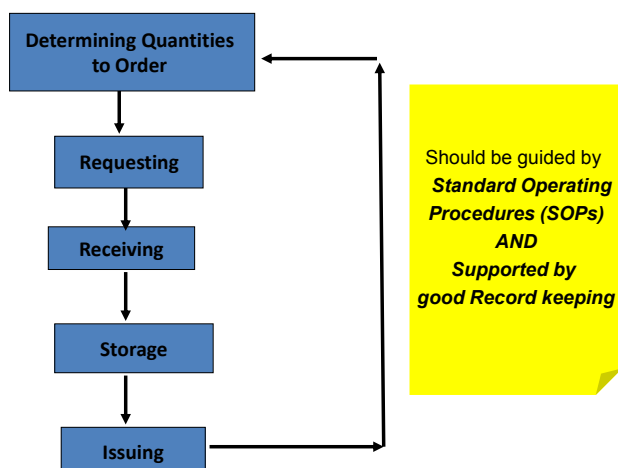 Determining Quantities
to Order
Requesting
Receiving
Storage
Issuing
Should be guided by
Standard Operating
Procedures (SOPs)
AND
Supported by
good Record keeping